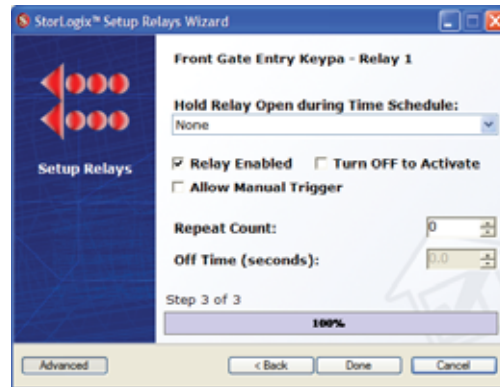 StorLogix™ Setup Relays Wizard
Front Gate Entry Keypa - Relay 1
Hold Relay Open during Time Schedule:
None
Setup Relays
Relay Enabled Turn OFF to Activate
Allow Manual Trigger
Repeat Count: 0
Off Time (seconds): 0.0
Step 3 of 3
100%
Advanced < Back Done Cancel